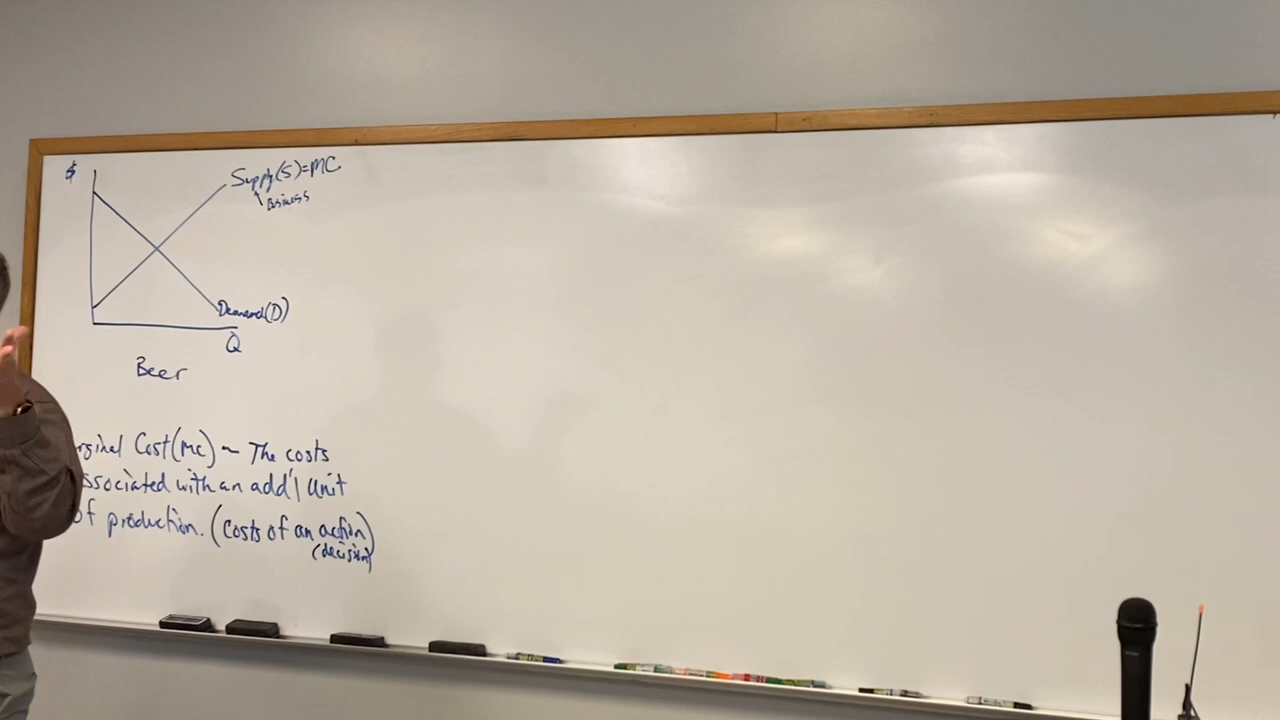 $
Supply(S)=MC
Business
Demand(D)
Q
Beer
rginal Cost(MC) ~ The costs
ssociated with an add'l Unit
of production. (Costs of an action)
(decision)